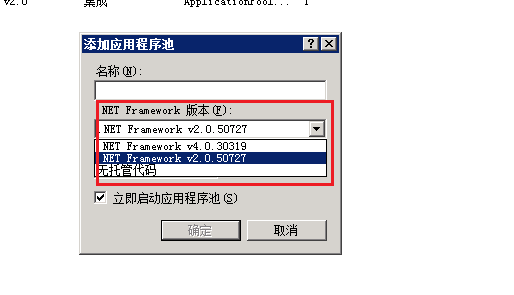 v2.0 集成 ApplicationPool... 1
添加应用程序池
名称(N):
NET Framework 版本(F):
NET Framework v2.0.50727
NET Framework v4.0.30319
NET Framework v2.0.50727
无托管代码
立即启动应用程序池(S)
确定 取消